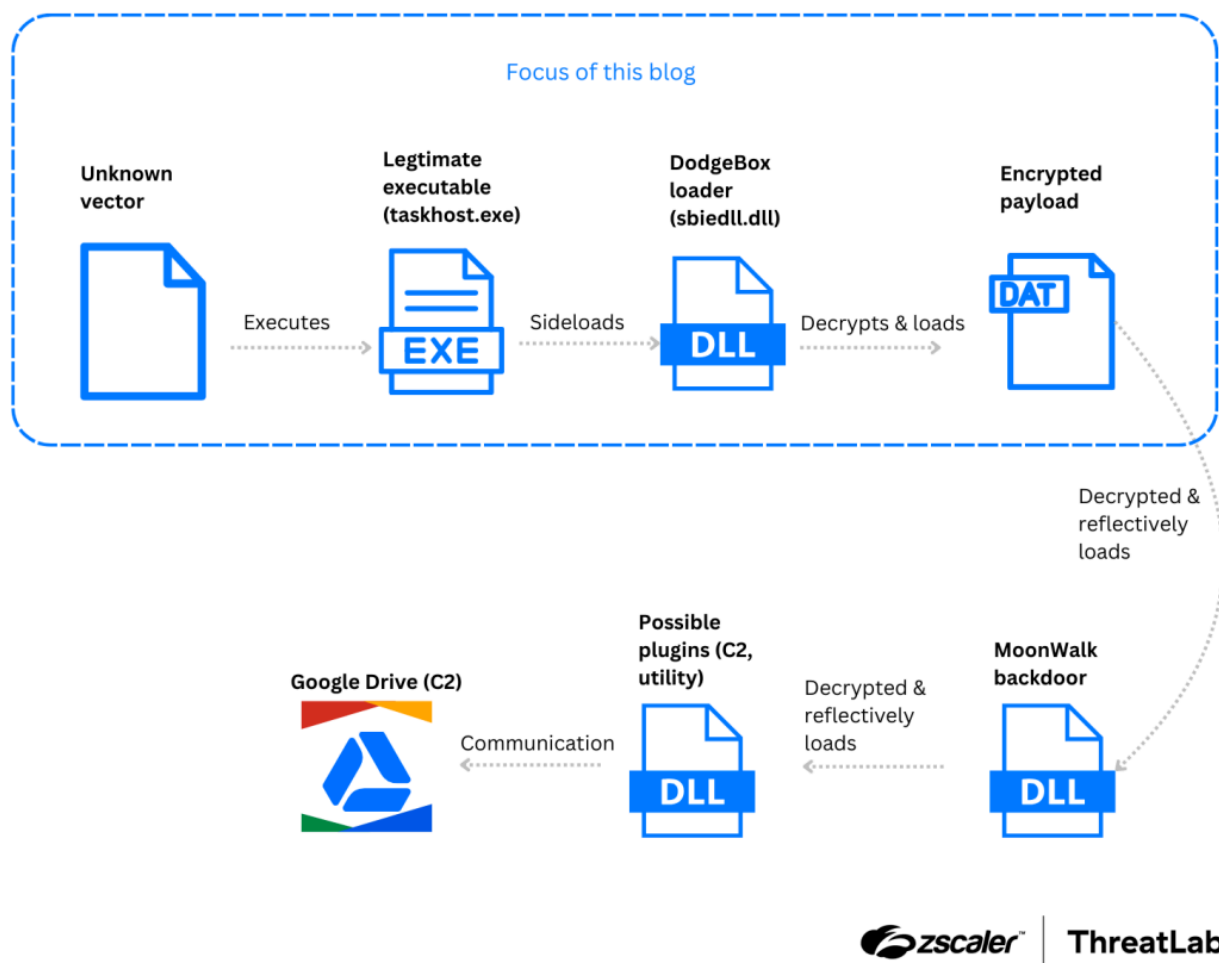 Focus of this blog
Unknown
vector
Legtimate
executable
(taskhost.exe)
DodgeBox
loader
(sbiedll.dll)
Encrypted
payload
Executes
EXE
Sideloads
DLL
Decrypts & loads
DAT
Decrypted &
reflectively
loads
MoonWalk
backdoor
DLL
Decrypted &
reflectively
loads
Possible
plugins (C2,
utility)
DLL
Communication
Google Drive (C2)
zscaler™
ThreatLab